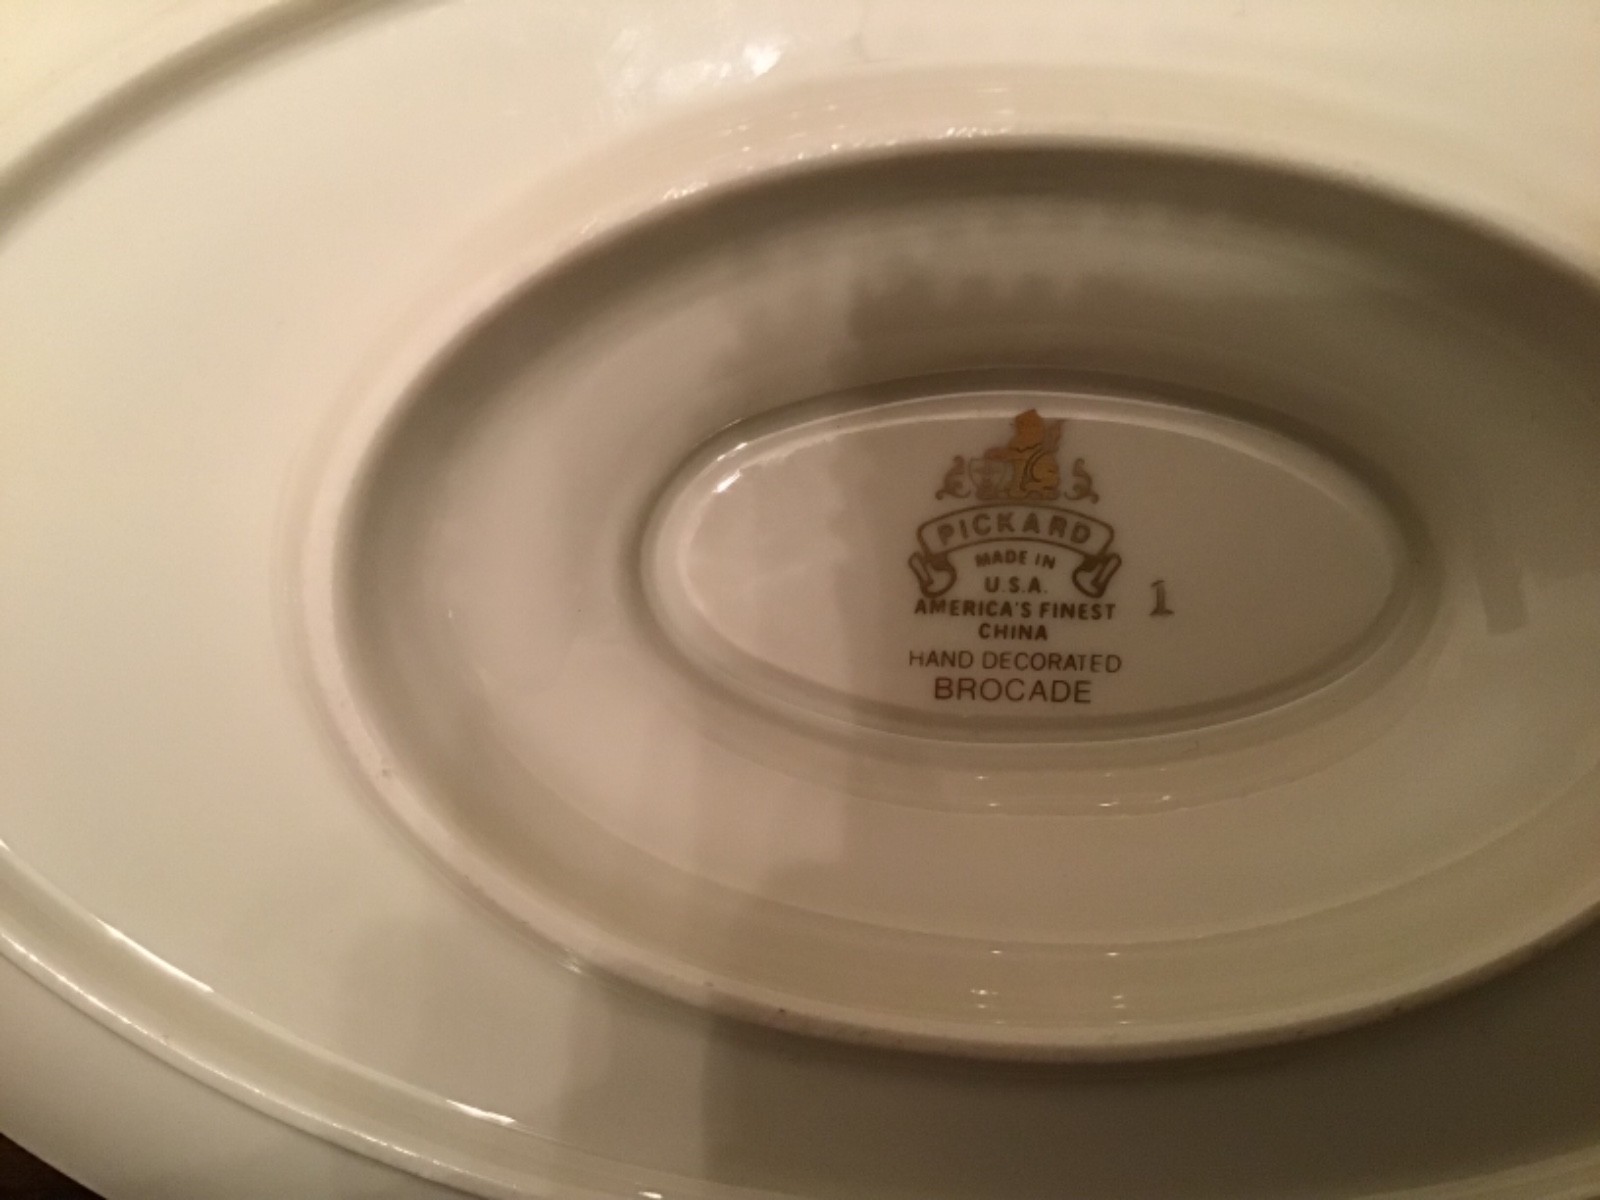 PICKARD
MADE IN
U.S.A.
AMERICA'S FINEST
CHINA
1
HAND DECORATED
BROCADE